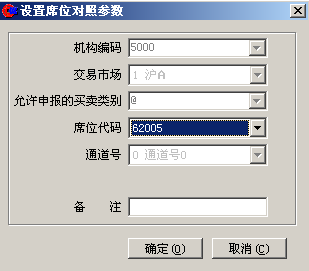 设置席位对照参数
机构编码 5000
交易市场 1 沪A
允许申报的买卖类别 @
席位代码 62005
通道号 0 通道号0
备 注
确定(O) 取消(C)